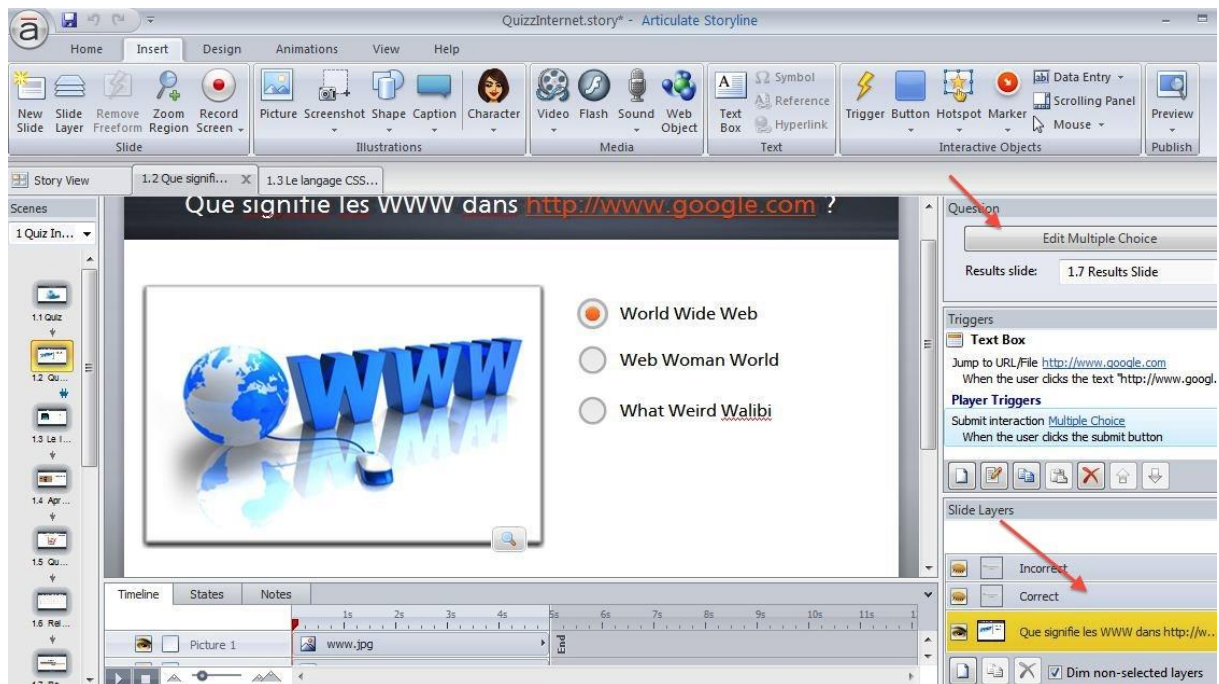 QuizzInternet.story* - Articulate Storyline
Home Insert Design Animations View Help
New Slide
Slide Layer
Remove Freeform
Zoom Region
Record Screen
Slide
Picture
Screenshot
Shape
Caption
Character
Illustrations
Video
Flash
Sound
Web Object
Media
Text Box
Symbol
Reference
Hyperlink
Text
Trigger
Button
Hotspot
Marker
Data Entry
Scrolling Panel
Mouse
Interactive Objects
Preview
Publish
Story View
1.2 Que signifi...
1.3 Le langage CSS...
Scenes
1 Quiz In...
1.1 Quiz
1.2 Qu...
1.3 Le l...
1.4 Apr...
1.5 Qu...
1.6 Rel...
Que signifie les WWW dans http://www.google.com ?
WWW
World Wide Web
Web Woman World
What Weird Walibi
Question
Edit Multiple Choice
Results slide: 1.7 Results Slide
Triggers
Text Box
Jump to URL/File http://www.google.com
When the user clicks the text "http://www.googl.
Player Triggers
Submit interaction Multiple Choice
When the user clicks the submit button
Slide Layers
Incorrect
Correct
Que signifie les WWW dans http://w...
Dim non-selected layers
Timeline States Notes
1s 2s 3s 4s 5s 6s 7s 8s 9s 10s 11s 1
Picture 1
www.jpg
End